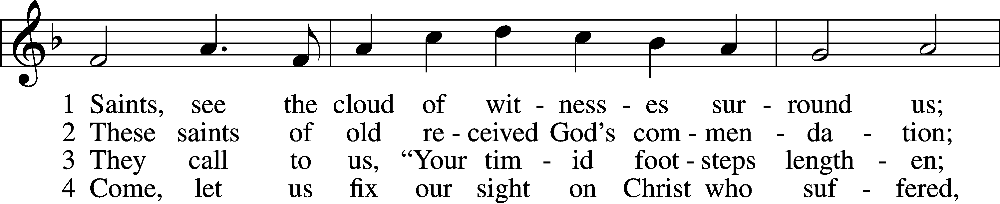 1 Saints, see the cloud of wit - ness - es sur - round us;
2 These saints of old re - ceived God’s com - men - da - tion;
3 They call to us, “Your tim - id foot - steps length - en;
4 Come, let us fix our sight on Christ who suf - fered,